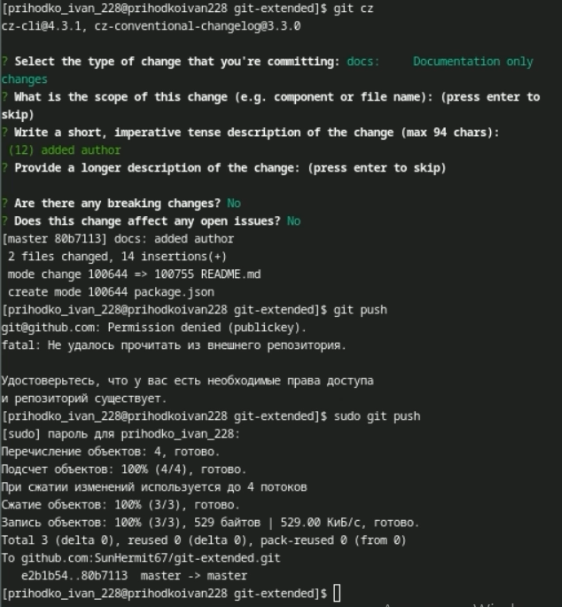 [prihodko_ivan_228@prihodkoivan228 git-extended]$ git cz
cz-cli@4.3.1, cz-conventional-changelog@3.3.0
? Select the type of change that you're committing: docs:     Documentation only
changes
? What is the scope of this change (e.g. component or file name): (press enter to
skip)
? Write a short, imperative tense description of the change (max 94 chars):
(12) added author
? Provide a longer description of the change: (press enter to skip)
? Are there any breaking changes? No
? Does this change affect any open issues? No
[master 80b7113] docs: added author
2 files changed, 14 insertions(+)
mode change 100644 => 100755 README.md
create mode 100644 package.json
[prihodko_ivan_228@prihodkoivan228 git-extended]$ git push
git@github.com: Permission denied (publickey).
fatal: Не удалось прочитать из внешнего репозитория.
Удостоверьтесь, что у вас есть необходимые права доступа
и репозиторий существует.
[prihodko_ivan_228@prihodkoivan228 git-extended]$ sudo git push
[sudo] пароль для prihodko_ivan_228:
Перечисление объектов: 4, готово.
Подсчет объектов: 100% (4/4), готово.
При сжатии изменений используется до 4 потоков
Сжатие объектов: 100% (3/3), готово.
Запись объектов: 100% (3/3), 529 байтов | 529.00 КиБ/с, готово.
Total 3 (delta 0), reused 0 (delta 0), pack-reused 0 (from 0)
To github.com:SunHermit67/git-extended.git
e2b1b54..80b7113  master -> master
[prihodko_ivan_228@prihodkoivan228 git-extended]$